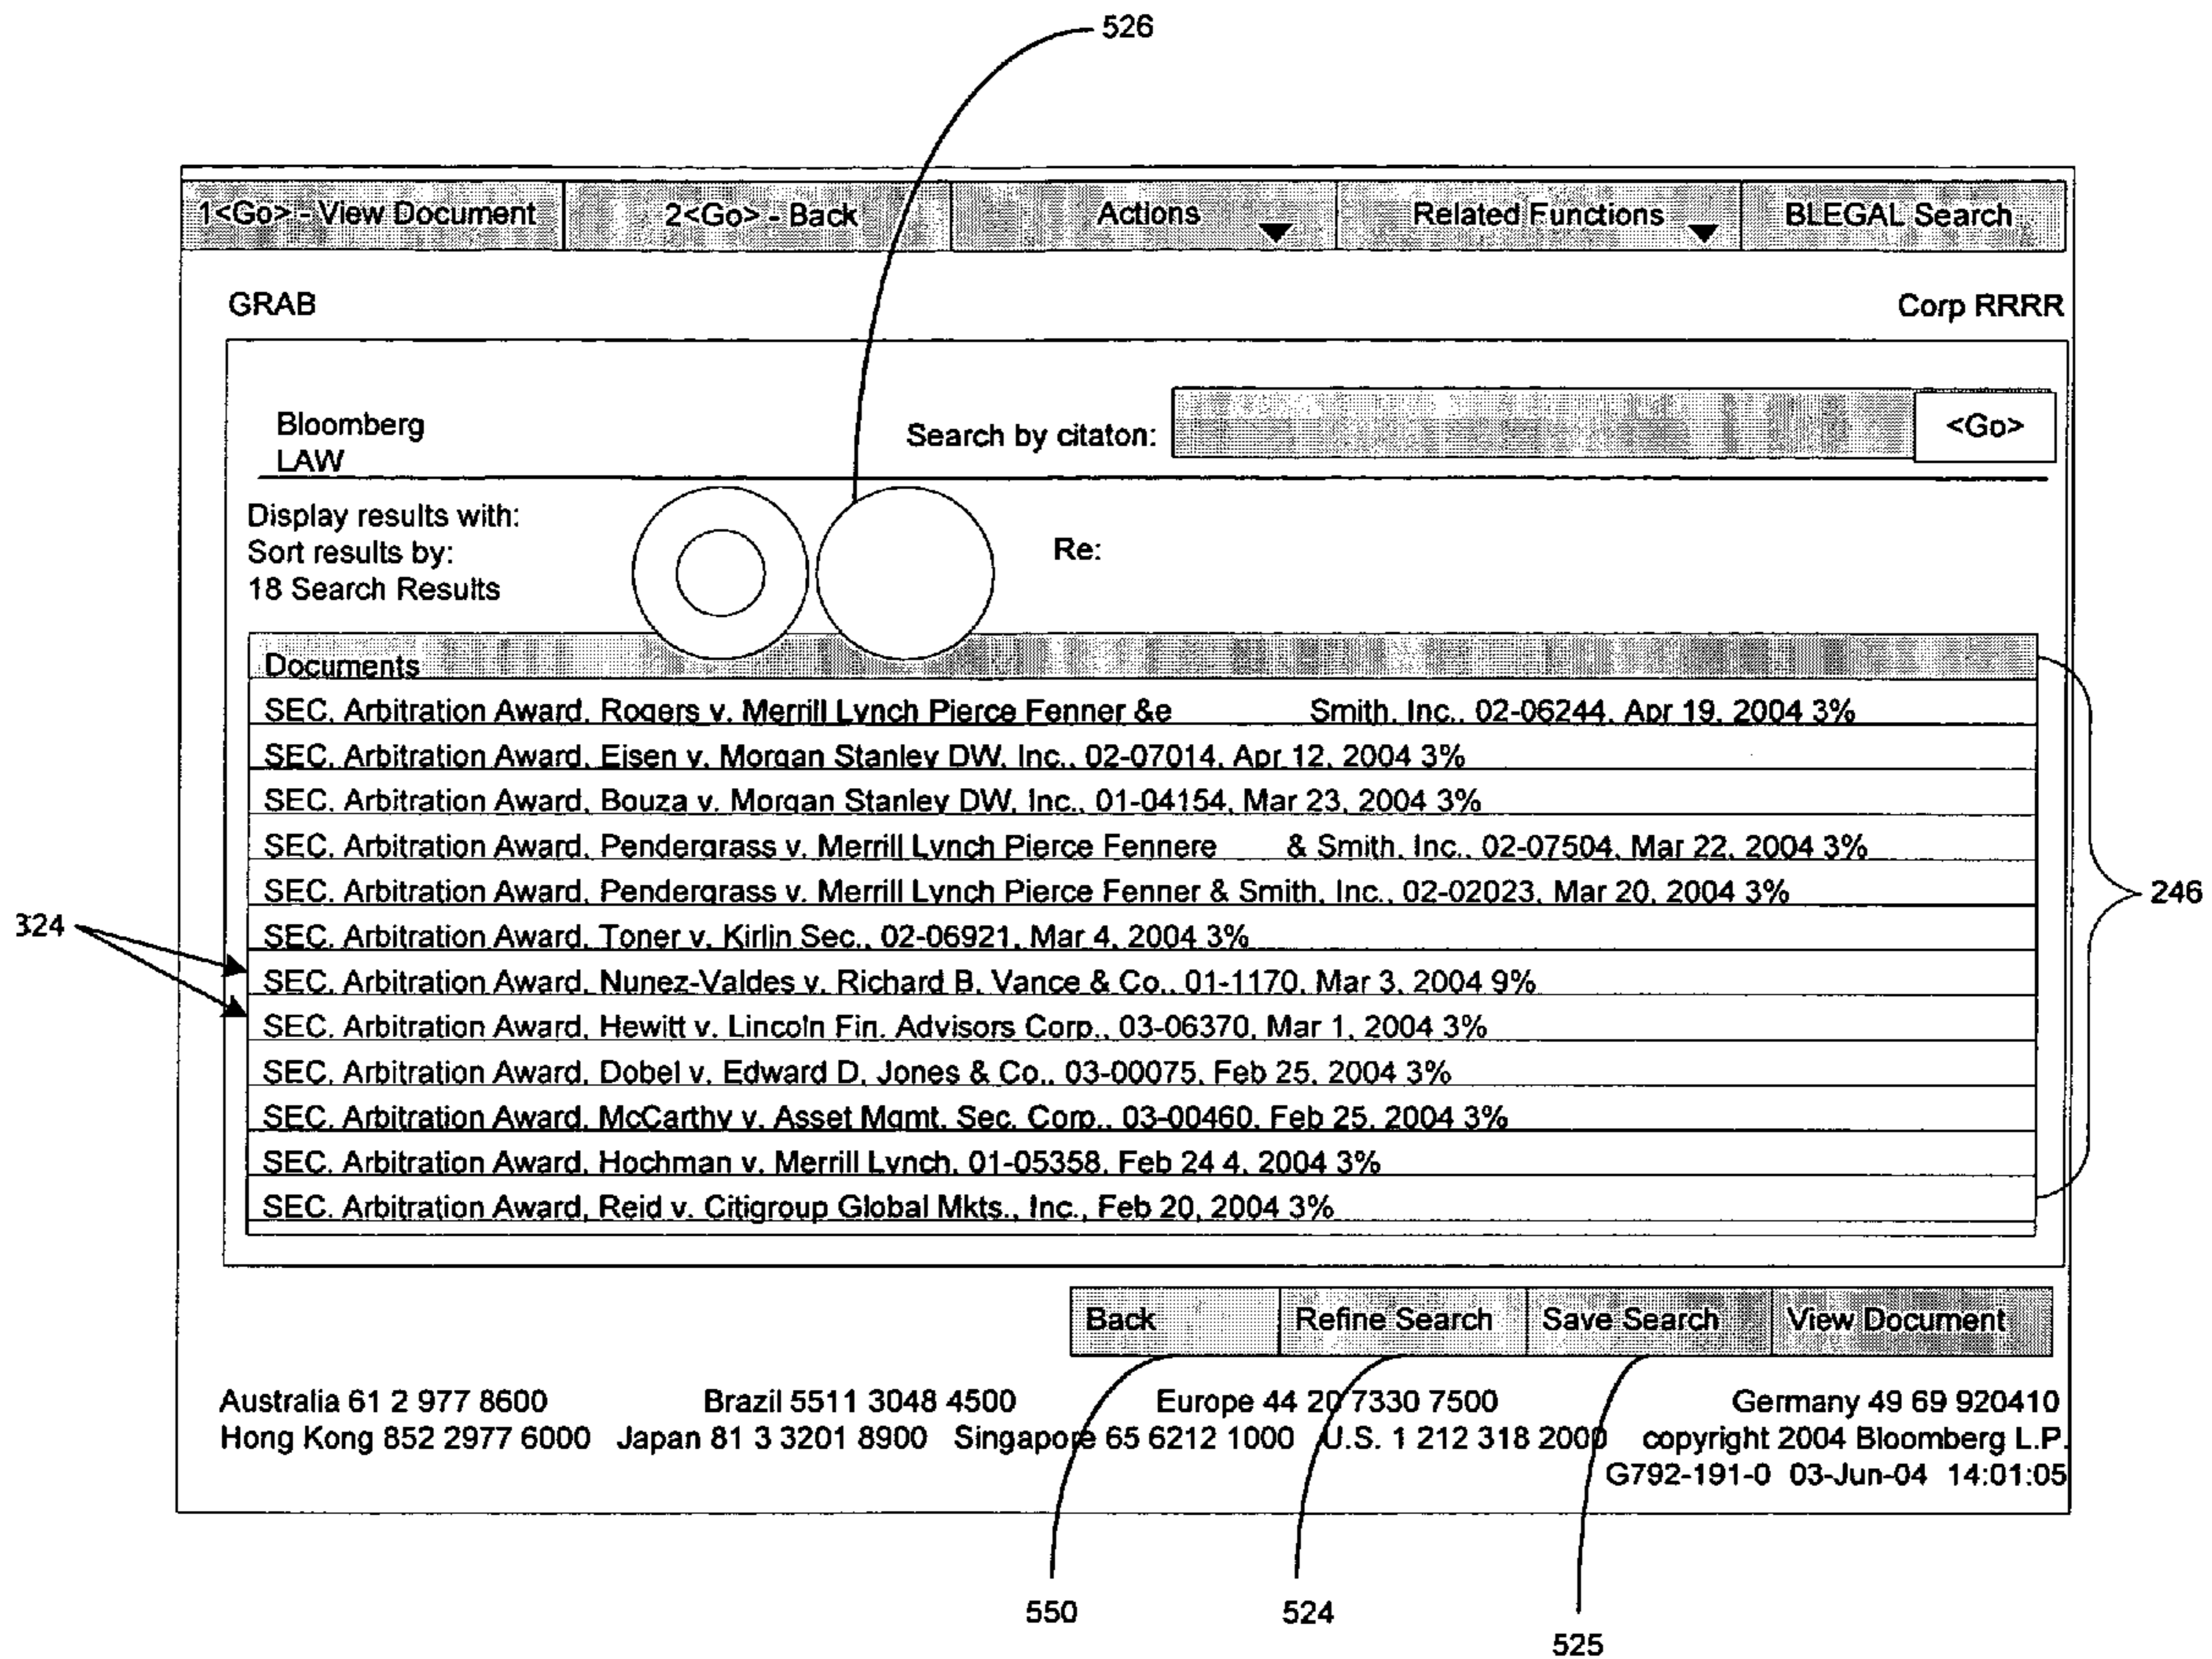 526
1<Go> - View Document 2<Go> - Back Actions Related Functions BLEGAL Search
GRAB Corp RRRR
Bloomberg
LAW
Search by citaton: <Go>
Display results with:
Sort results by:
18 Search Results
Re:
Documents
SEC. Arbitration Award. Rogers v. Merrill Lynch Pierce Fenner &e Smith. Inc.. 02-06244. Apr 19. 2004 3%
SEC. Arbitration Award. Eisen v. Morgan Stanley DW. Inc.. 02-07014. Apr 12. 2004 3%
SEC. Arbitration Award. Bouza v. Morgan Stanley DW. Inc.. 01-04154. Mar 23. 2004 3%
SEC. Arbitration Award. Pendergrass v. Merrill Lynch Pierce Fennere & Smith. Inc.. 02-07504. Mar 22. 2004 3%
SEC. Arbitration Award. Pendergrass v. Merrill Lynch Pierce Fenner & Smith. Inc.. 02-02023. Mar 20. 2004 3%
SEC. Arbitration Award. Toner v. Kirlin Sec.. 02-06921. Mar 4. 2004 3%
SEC. Arbitration Award. Nunez-Valdes v. Richard B. Vance & Co.. 01-1170. Mar 3. 2004 9%
SEC. Arbitration Award, Hewitt v. Lincoln Fin. Advisors Corp., 03-06370, Mar 1, 2004 3%
SEC. Arbitration Award. Dobel v. Edward D. Jones & Co.. 03-00075. Feb 25. 2004 3%
SEC. Arbitration Award. McCarthy v. Asset Mgmt. Sec. Corp.. 03-00460. Feb 25. 2004 3%
SEC. Arbitration Award. Hochman v. Merrill Lynch. 01-05358. Feb 24 4. 2004 3%
SEC. Arbitration Award, Reid v. Citigroup Global Mkts., Inc., Feb 20, 2004 3%
246
324
Back Refine Search Save Search View Document
Australia 61 2 977 8600 Brazil 5511 3048 4500 Europe 44 20 7330 7500 Germany 49 69 920410
Hong Kong 852 2977 6000 Japan 81 3 3201 8900 Singapore 65 6212 1000 U.S. 1 212 318 2000 copyright 2004 Bloomberg L.P.
G792-191-0 03-Jun-04 14:01:05
550
524
525